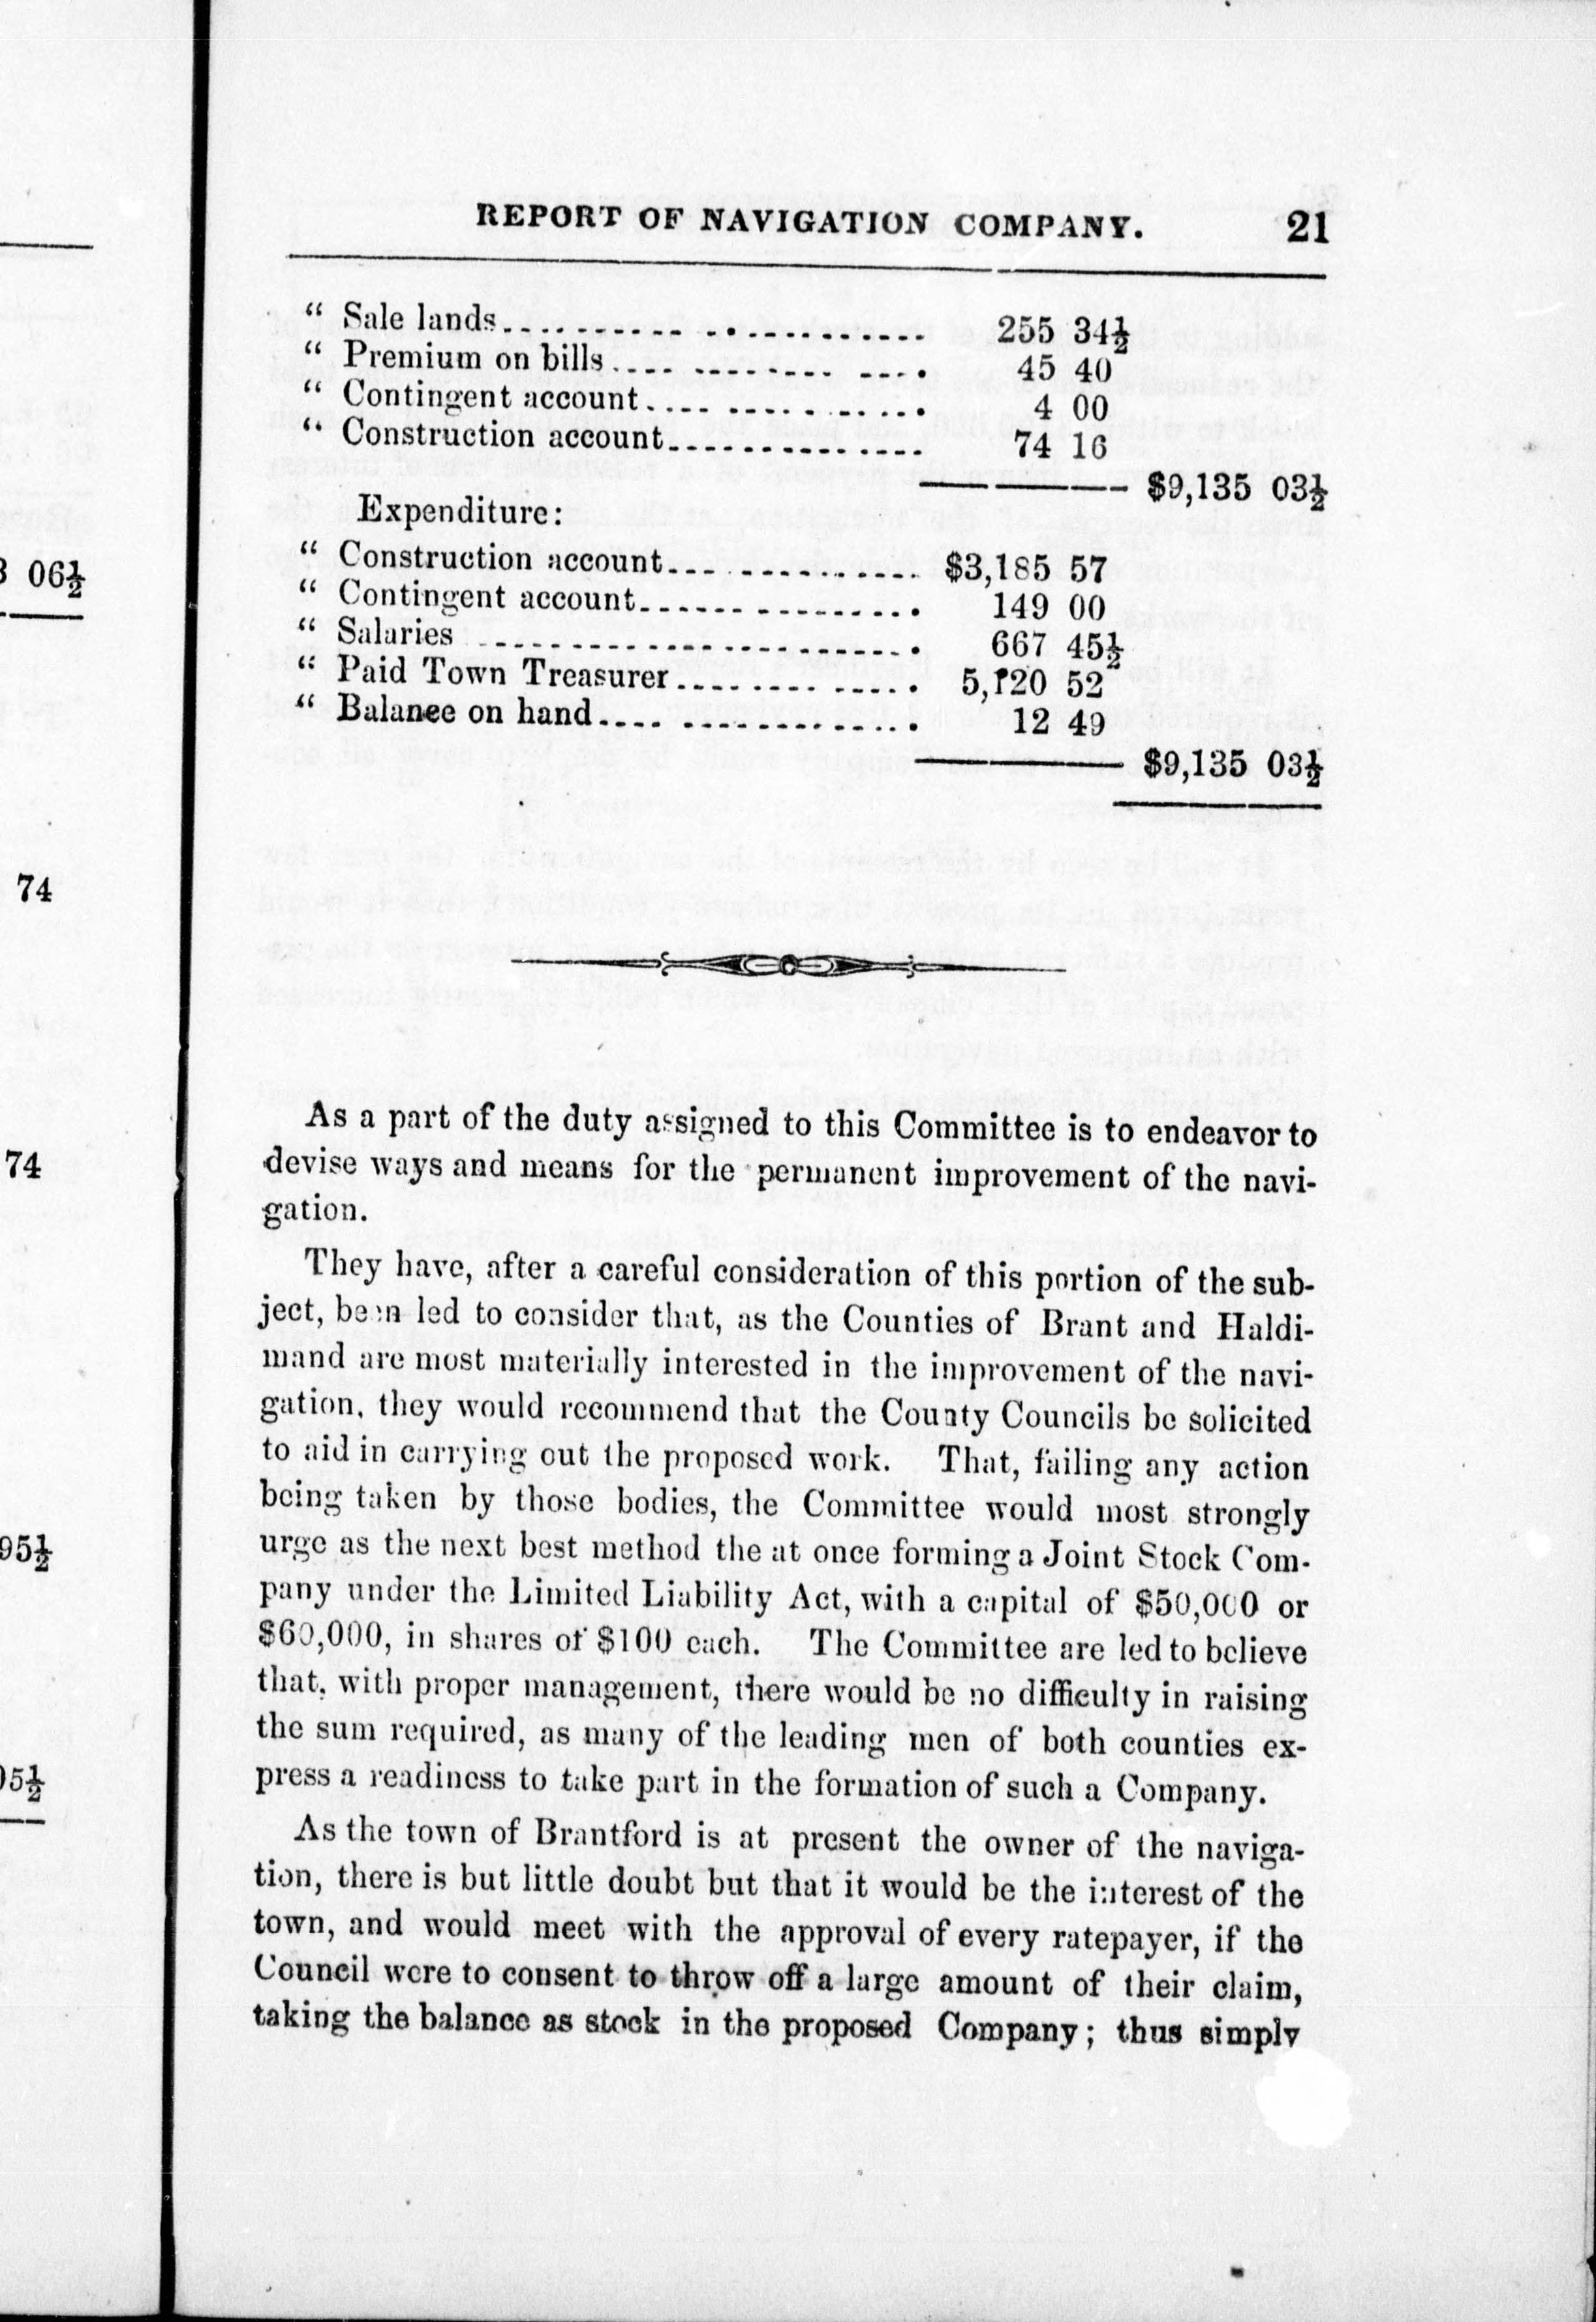 REPORT OF NAVIGATION COMPANY. 21
“ Sale lands.... 255 34½
“ Premium on bills.... 45 40
“ Contingent account.... 4 00
“ Construction account.... 74 16
$9,135 03½
Expenditure:
“ Construction account.... $3,185 57
“ Contingent account.... 149 00
“ Salaries .... 667 45½
“ Paid Town Treasurer.... 5,120 52
“ Balance on hand.... 12 49
$9,135 03½
As a part of the duty assigned to this Committee is to endeavor to
devise ways and means for the permanent improvement of the navi-
gation.
They have, after a careful consideration of this portion of the sub-
ject, been led to consider that, as the Counties of Brant and Haldi-
mand are most materially interested in the improvement of the navi-
gation, they would recommend that the County Councils be solicited
to aid in carrying out the proposed work. That, failing any action
being taken by those bodies, the Committee would most strongly
urge as the next best method the at once forming a Joint Stock Com-
pany under the Limited Liability Act, with a capital of $50,000 or
$60,000, in shares of $100 each. The Committee are led to believe
that, with proper management, there would be no difficulty in raising
the sum required, as many of the leading men of both counties ex-
press a readiness to take part in the formation of such a Company.
As the town of Brantford is at present the owner of the naviga-
tion, there is but little doubt but that it would be the interest of the
town, and would meet with the approval of every ratepayer, if the
Council were to consent to throw off a large amount of their claim,
taking the balance as stock in the proposed Company; thus simply
06½
74
74
95½
95½